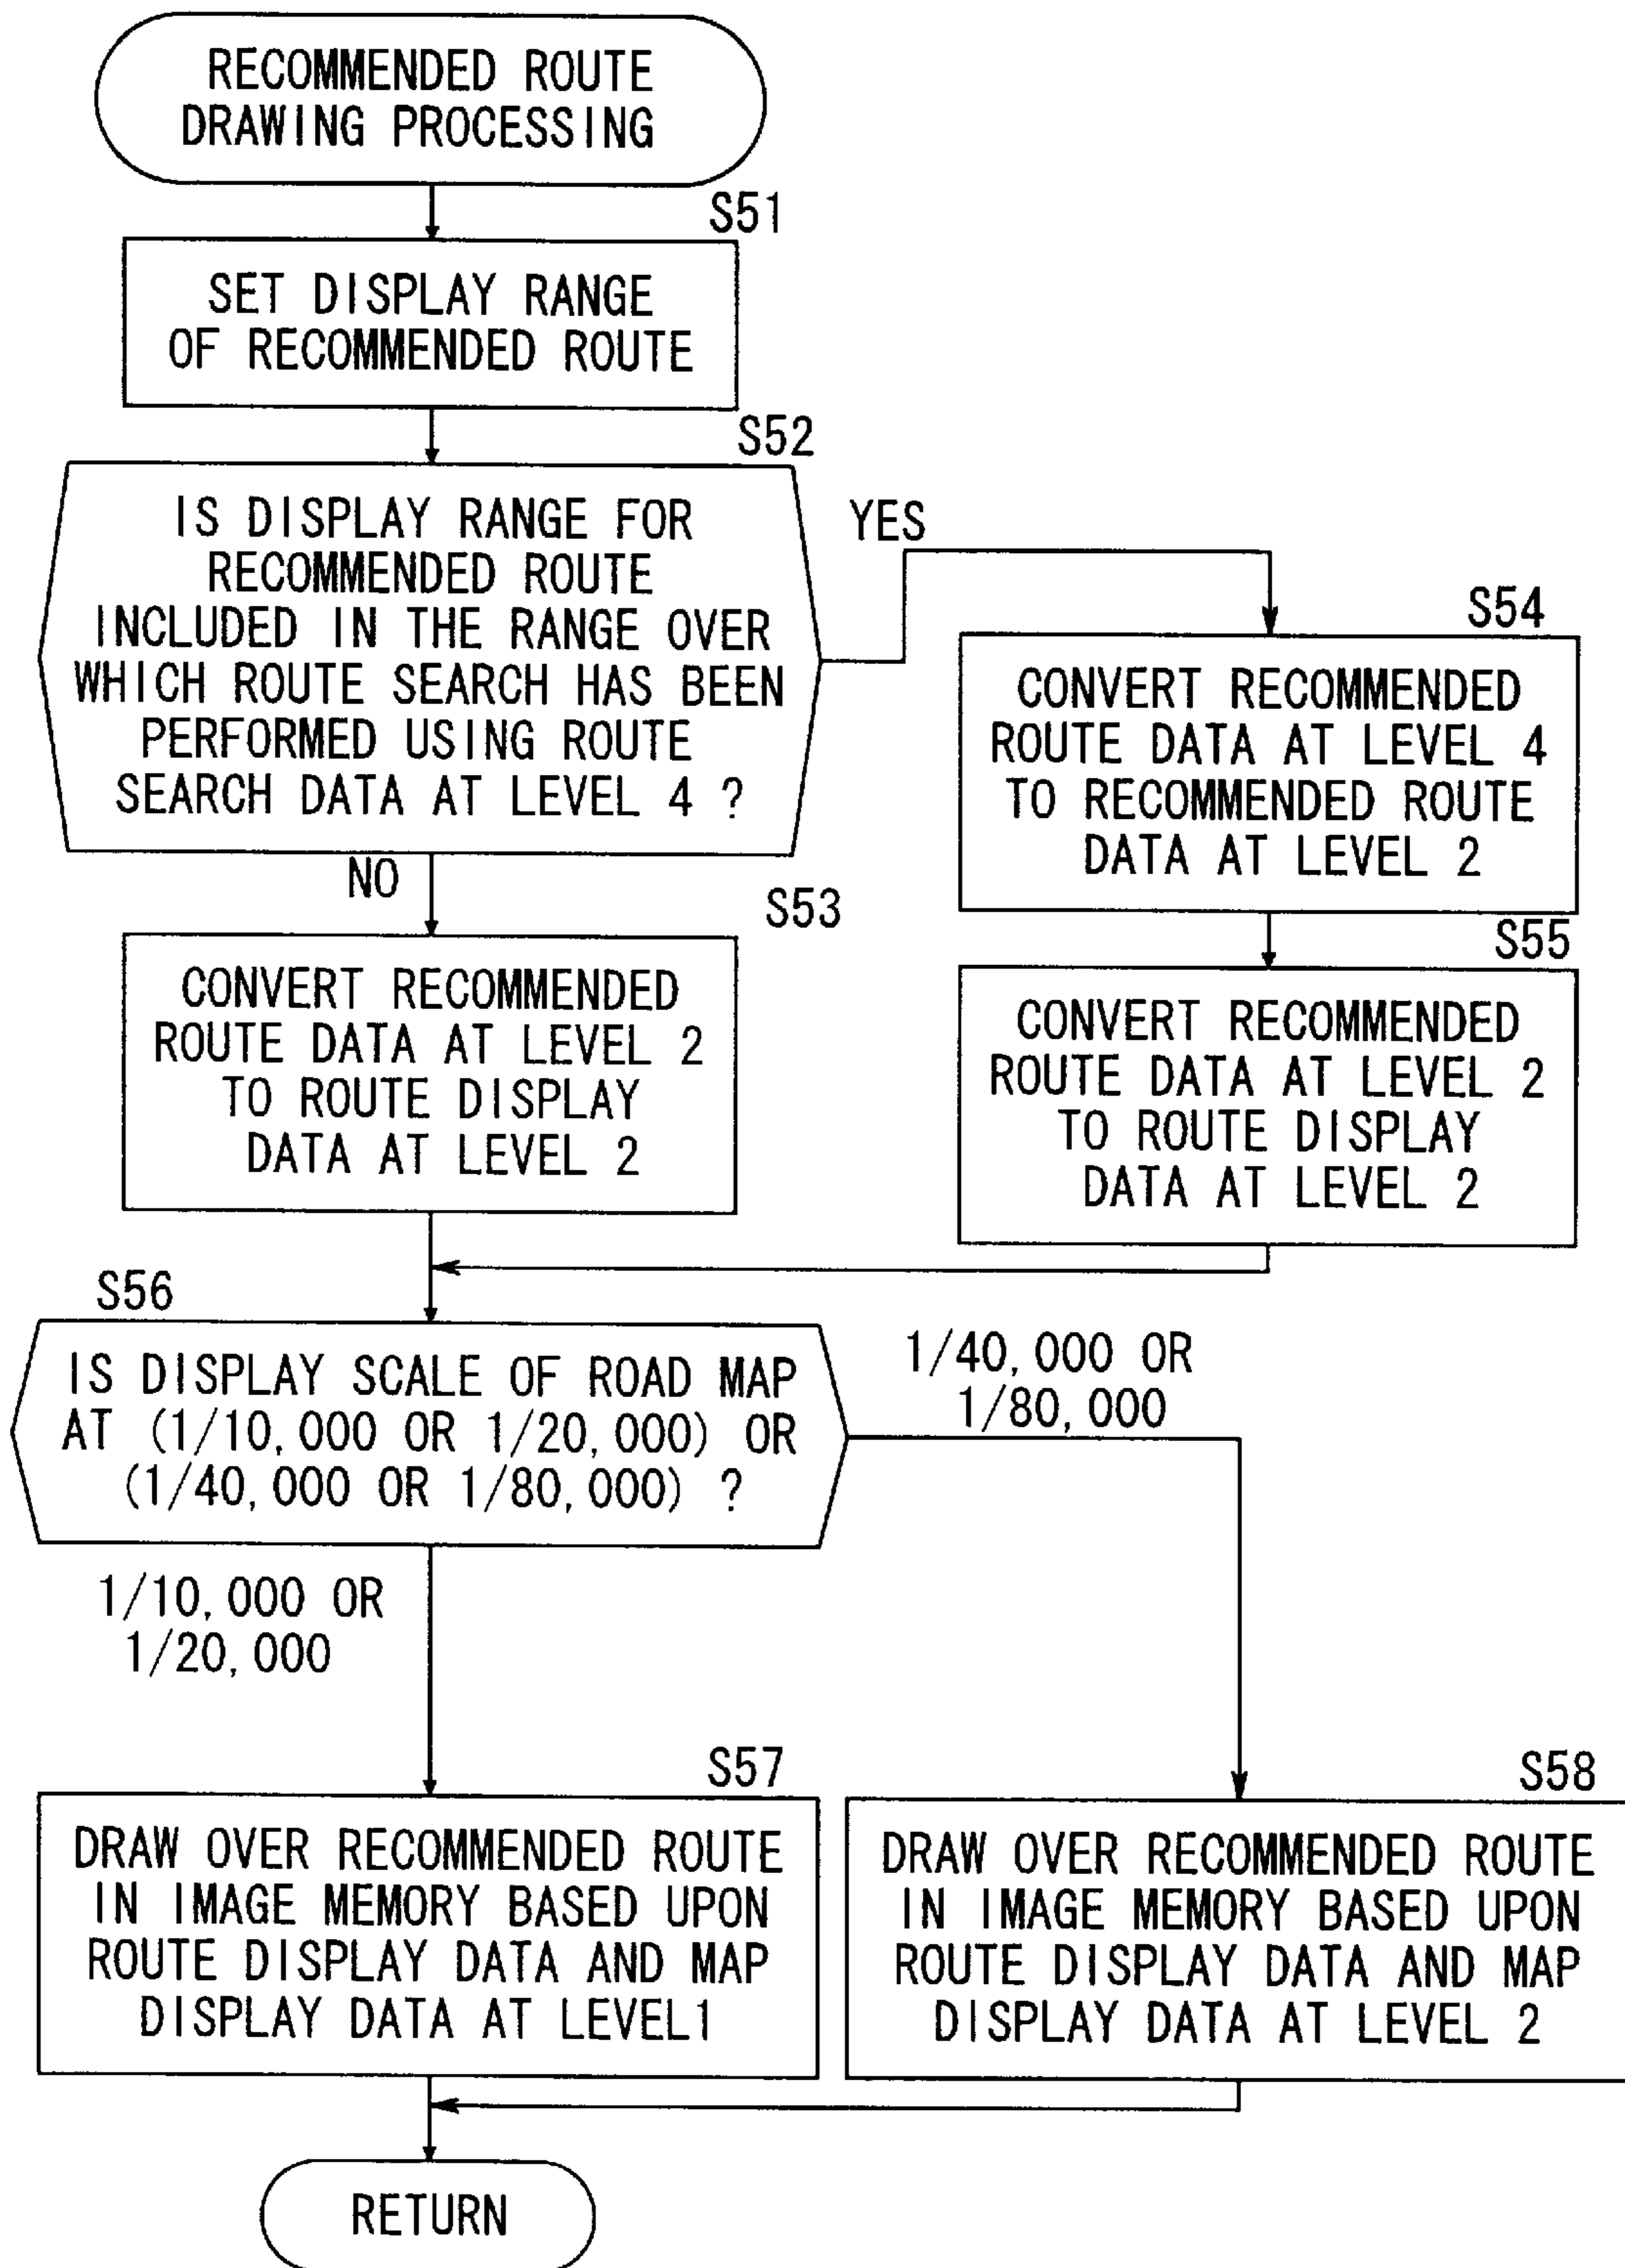 RECOMMENDED ROUTE
DRAWING PROCESSING
S51
SET DISPLAY RANGE
OF RECOMMENDED ROUTE
S52
IS DISPLAY RANGE FOR
RECOMMENDED ROUTE
INCLUDED IN THE RANGE OVER
WHICH ROUTE SEARCH HAS BEEN
PERFORMED USING ROUTE
SEARCH DATA AT LEVEL 4 ?
YES
NO
S54
CONVERT RECOMMENDED
ROUTE DATA AT LEVEL 4
TO RECOMMENDED ROUTE
DATA AT LEVEL 2
S53
CONVERT RECOMMENDED
ROUTE DATA AT LEVEL 2
TO ROUTE DISPLAY
DATA AT LEVEL 2
S55
CONVERT RECOMMENDED
ROUTE DATA AT LEVEL 2
TO ROUTE DISPLAY
DATA AT LEVEL 2
S56
IS DISPLAY SCALE OF ROAD MAP
AT (1/10,000 OR 1/20,000) OR
(1/40,000 OR 1/80,000) ?
1/40,000 OR
1/80,000
1/10,000 OR
1/20,000
S57
DRAW OVER RECOMMENDED ROUTE
IN IMAGE MEMORY BASED UPON
ROUTE DISPLAY DATA AND MAP
DISPLAY DATA AT LEVEL1
S58
DRAW OVER RECOMMENDED ROUTE
IN IMAGE MEMORY BASED UPON
ROUTE DISPLAY DATA AND MAP
DISPLAY DATA AT LEVEL 2
RETURN